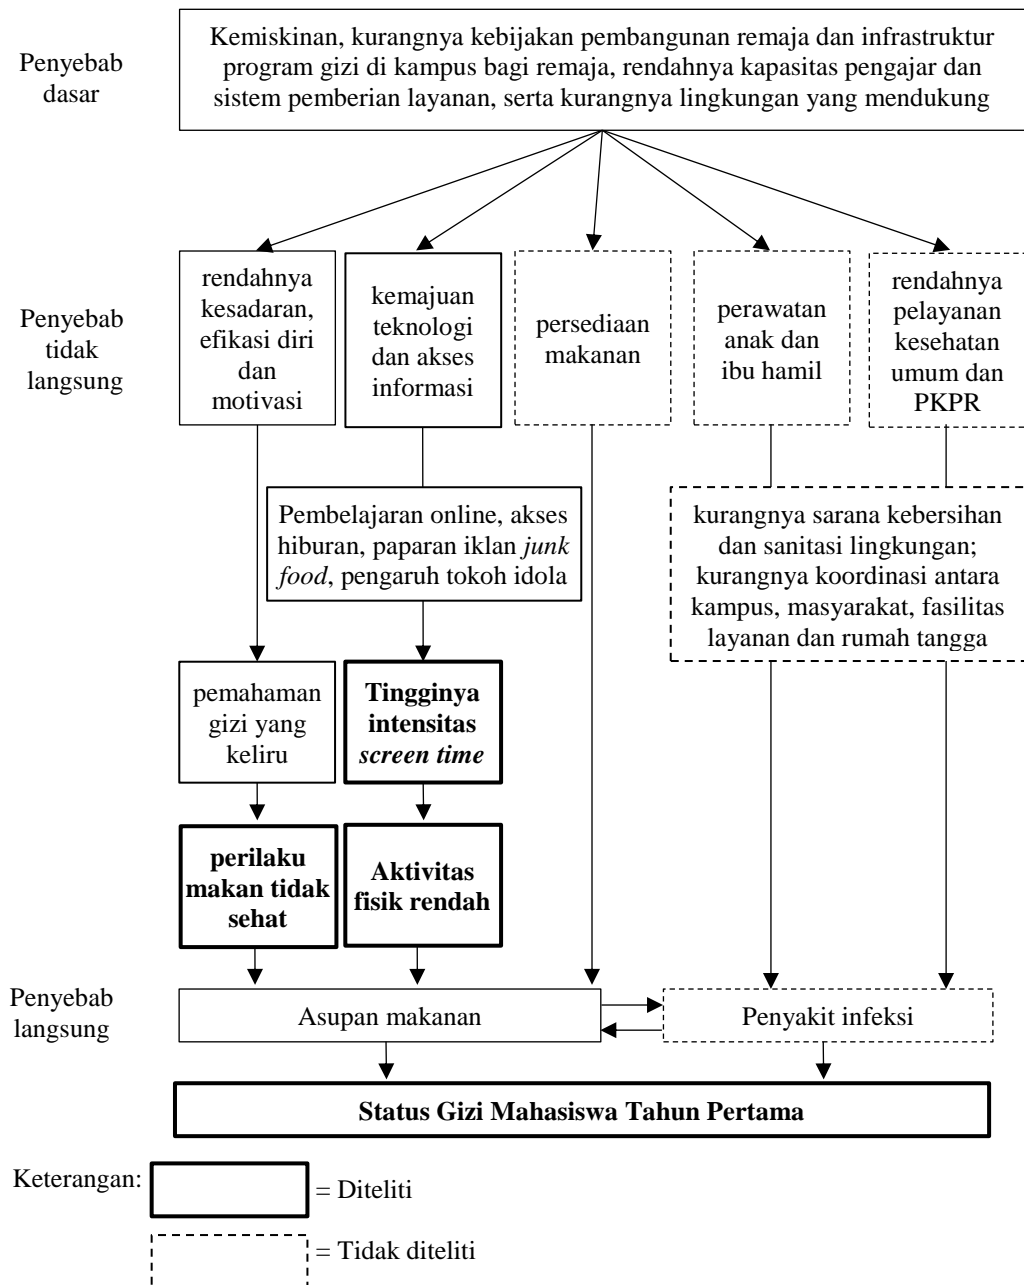 Penyebab
dasar
Kemiskinan, kurangnya kebijakan pembangunan remaja dan infrastruktur
program gizi di kampus bagi remaja, rendahnya kapasitas pengajar dan
sistem pemberian layanan, serta kurangnya lingkungan yang mendukung
Penyebab
tidak
langsung
rendahnya
kesadaran,
efikasi diri
dan
motivasi
kemajuan
teknologi
dan akses
informasi
persediaan
makanan
perawatan
anak dan
ibu hamil
rendahnya
pelayanan
kesehatan
umum dan
PKPR
Pembelajaran online, akses
hiburan, paparan iklan junk
food, pengaruh tokoh idola
kurangnya sarana kebersihan
dan sanitasi lingkungan;
kurangnya koordinasi antara
kampus, masyarakat, fasilitas
layanan dan rumah tangga
pemahaman
gizi yang
keliru
Tingginya
intensitas
screen time
perilaku
makan tidak
sehat
Aktivitas
fisik rendah
Penyebab
langsung
Asupan makanan
Penyakit infeksi
Status Gizi Mahasiswa Tahun Pertama
Keterangan:
= Diteliti
= Tidak diteliti